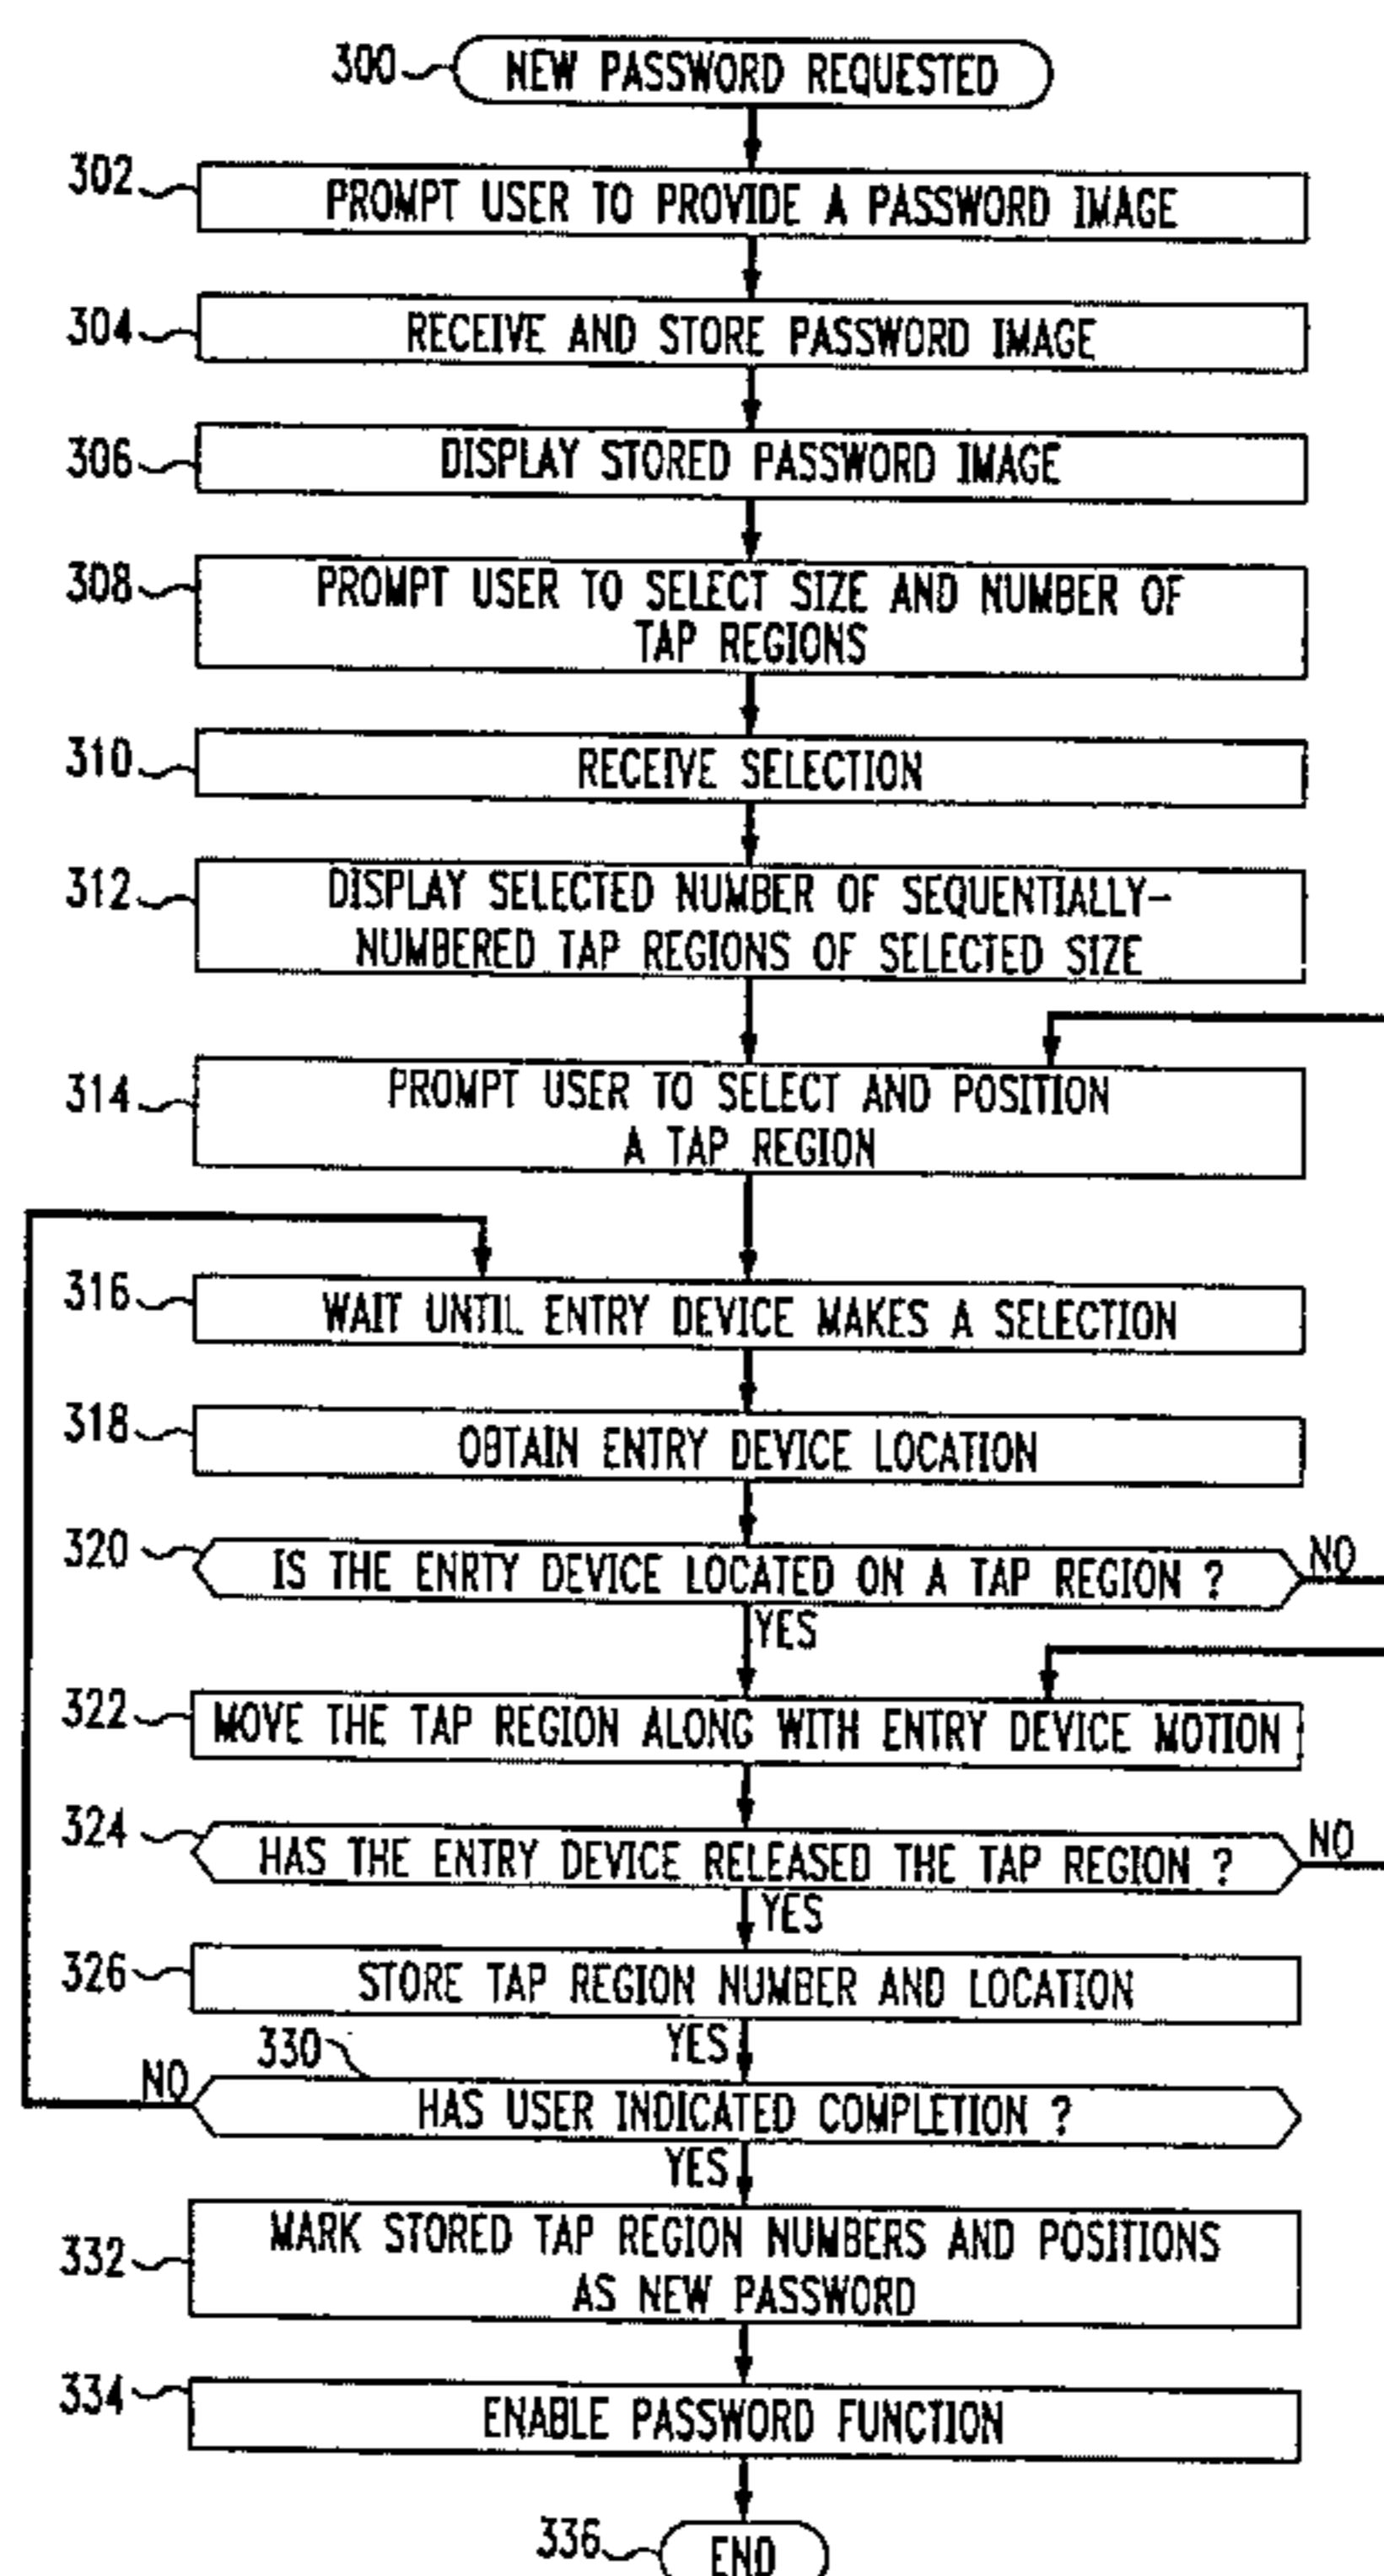 300 NEW PASSWORD REQUESTED
302 PROMPT USER TO PROVIDE A PASSWORD IMAGE
304 RECEIVE AND STORE PASSWORD IMAGE
306 DISPLAY STORED PASSWORD IMAGE
308 PROMPT USER TO SELECT SIZE AND NUMBER OF
TAP REGIONS
310 RECEIVE SELECTION
312 DISPLAY SELECTED NUMBER OF SEQUENTIALLY-
NUMBERED TAP REGIONS OF SELECTED SIZE
314 PROMPT USER TO SELECT AND POSITION
A TAP REGION
316 WAIT UNTIL ENTRY DEVICE MAKES A SELECTION
318 OBTAIN ENTRY DEVICE LOCATION
320 IS THE ENRTY DEVICE LOCATED ON A TAP REGION ? NO
YES
322 MOVE THE TAP REGION ALONG WITH ENTRY DEVICE MOTION
324 HAS THE ENTRY DEVICE RELEASED THE TAP REGION ? NO
YES
326 STORE TAP REGION NUMBER AND LOCATION
330 YES
NO HAS USER INDICATED COMPLETION ?
YES
332 MARK STORED TAP REGION NUMBERS AND POSITIONS
AS NEW PASSWORD
334 ENABLE PASSWORD FUNCTION
336 END